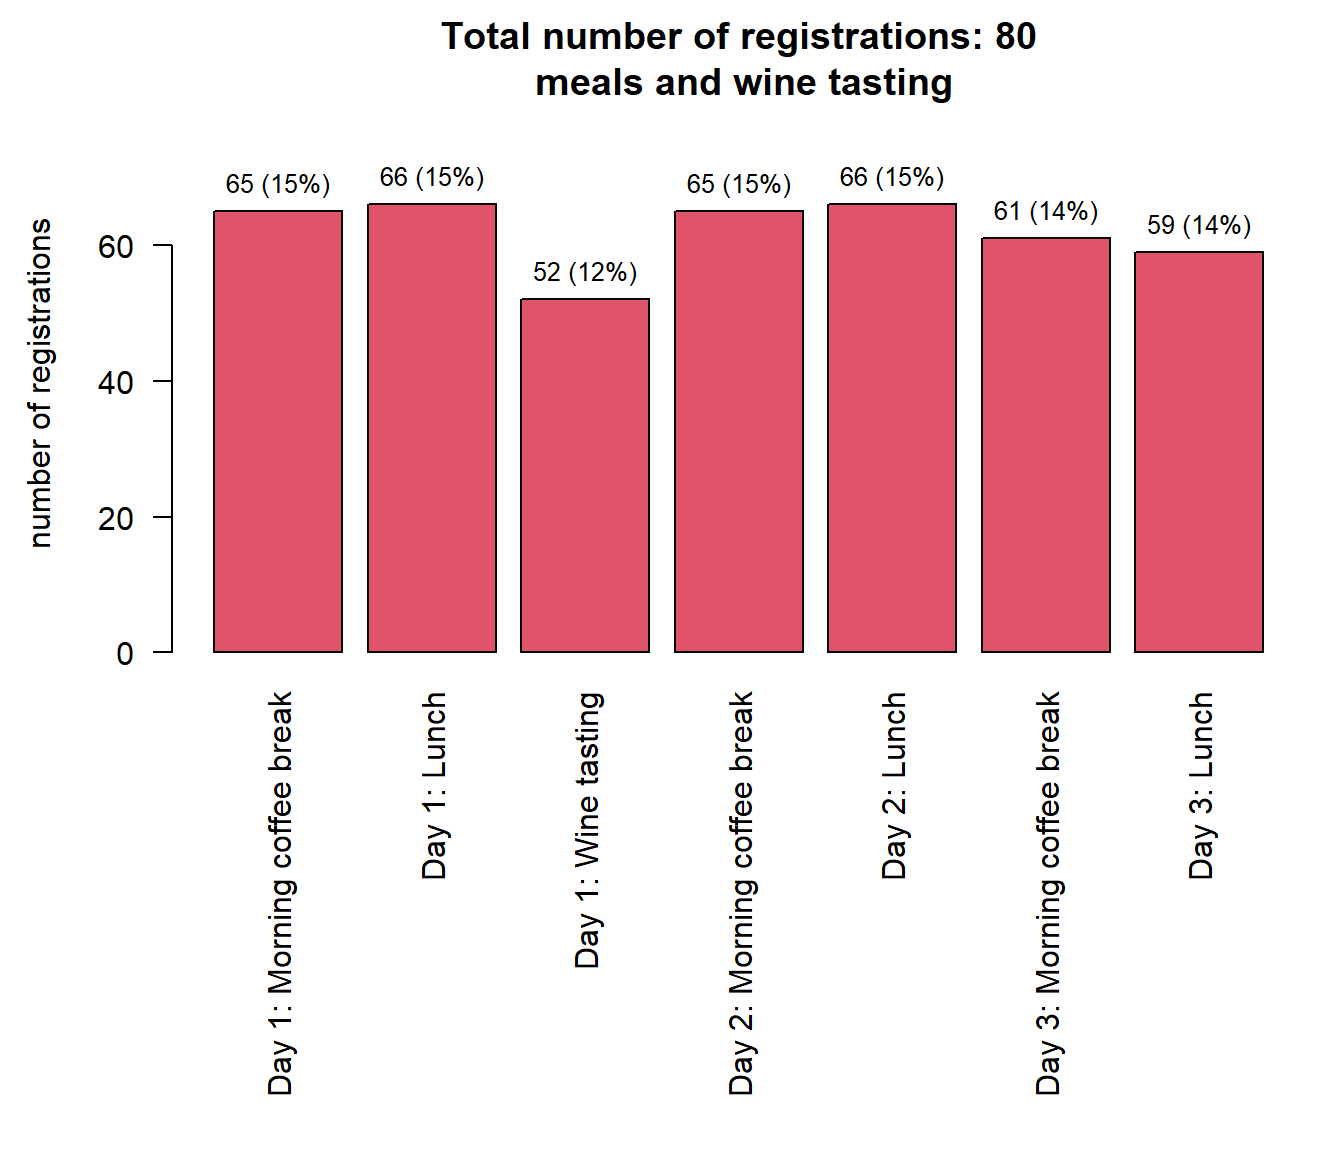 Total number of registrations: 80
meals and wine tasting
65 (15%)
66 (15%)
52 (12%)
65 (15%)
66 (15%)
61 (14%)
59 (14%)
number of registrations
60
40
20
0
Day 1: Morning coffee break
Day 1: Lunch
Day 1: Wine tasting
Day 2: Morning coffee break
Day 2: Lunch
Day 3: Morning coffee break
Day 3: Lunch